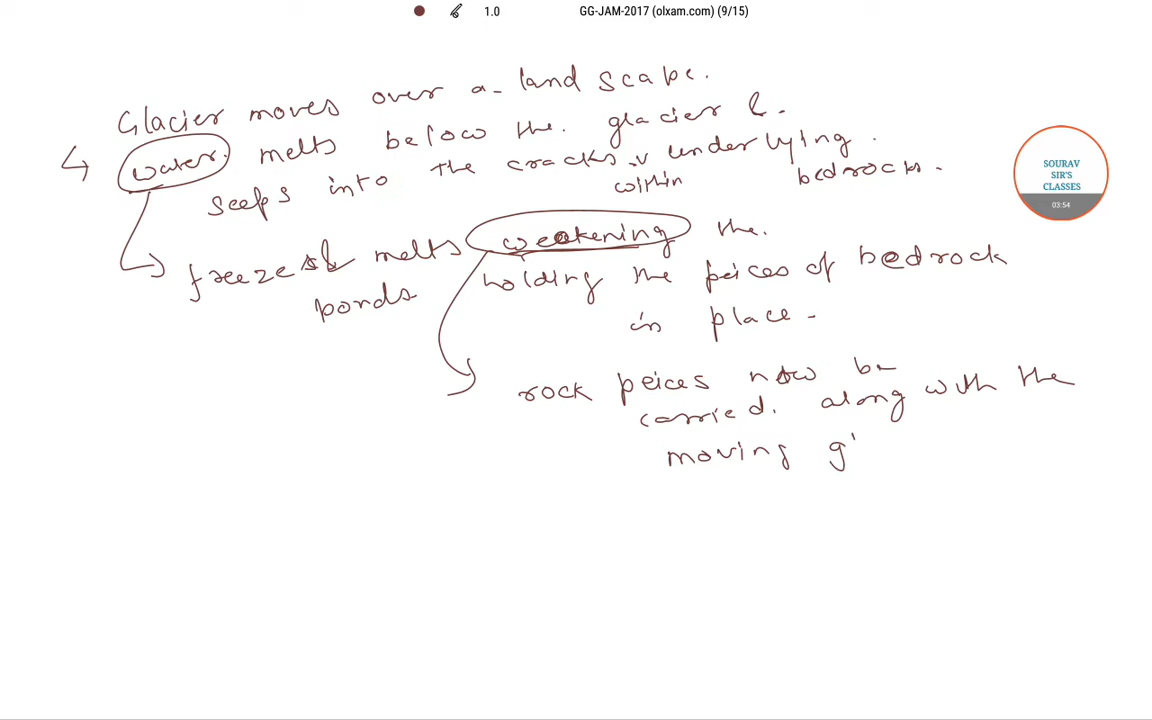 1.0 GG-JAM-2017 (olxam.com) (9/15)
Glacier moves over a land scape.
water melts below the glacier &
seeps into the cracks within underlying bedrocks.
freezes & melts weakening the
bonds holding the peices of bedrock
in place.
rock peices now be
carried along with the
moving g
SOURAV
SIR'S
CLASSES
03:54